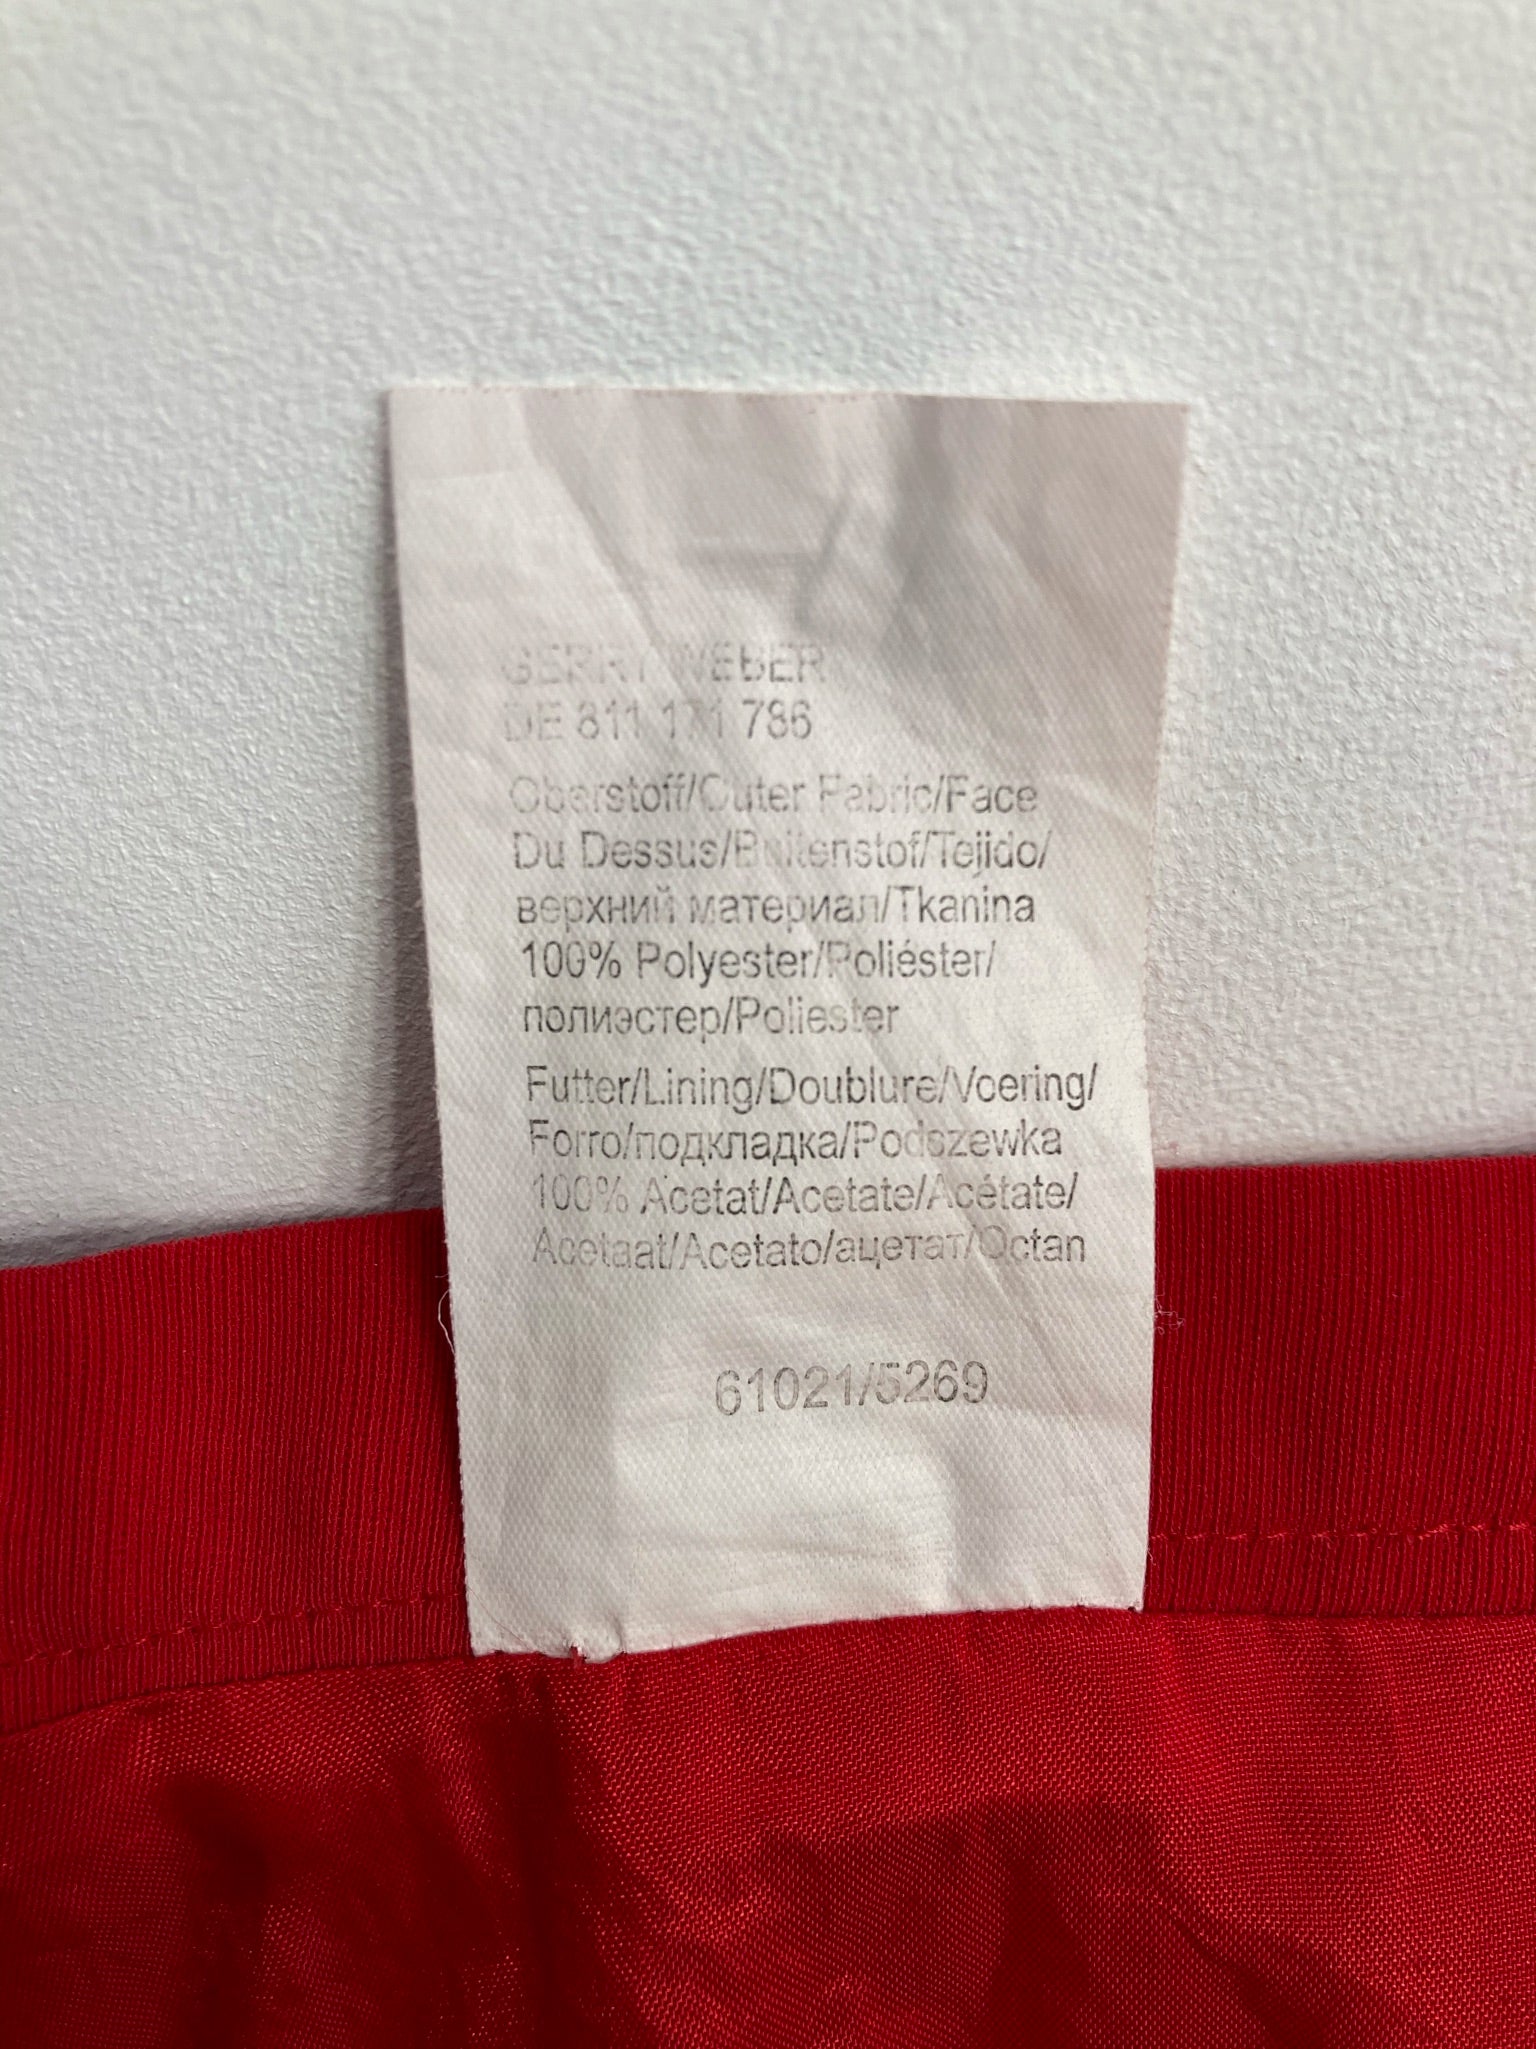 GERRY WEBER
DE 811 171 786
Oberstoff/Outer Fabric/Face
Du Dessus/Buitenstof/Tejido/
верхний материал/Tkanina
100% Polyester/Poliéster/
полиэстер/Poliester
Futter/Lining/Doublure/Voering/
Forro/подкладка/Podszewka
100% Acetat/Acetate/Acétate/
Acetaat/Acetato/ацетат/Octan
61021/5269